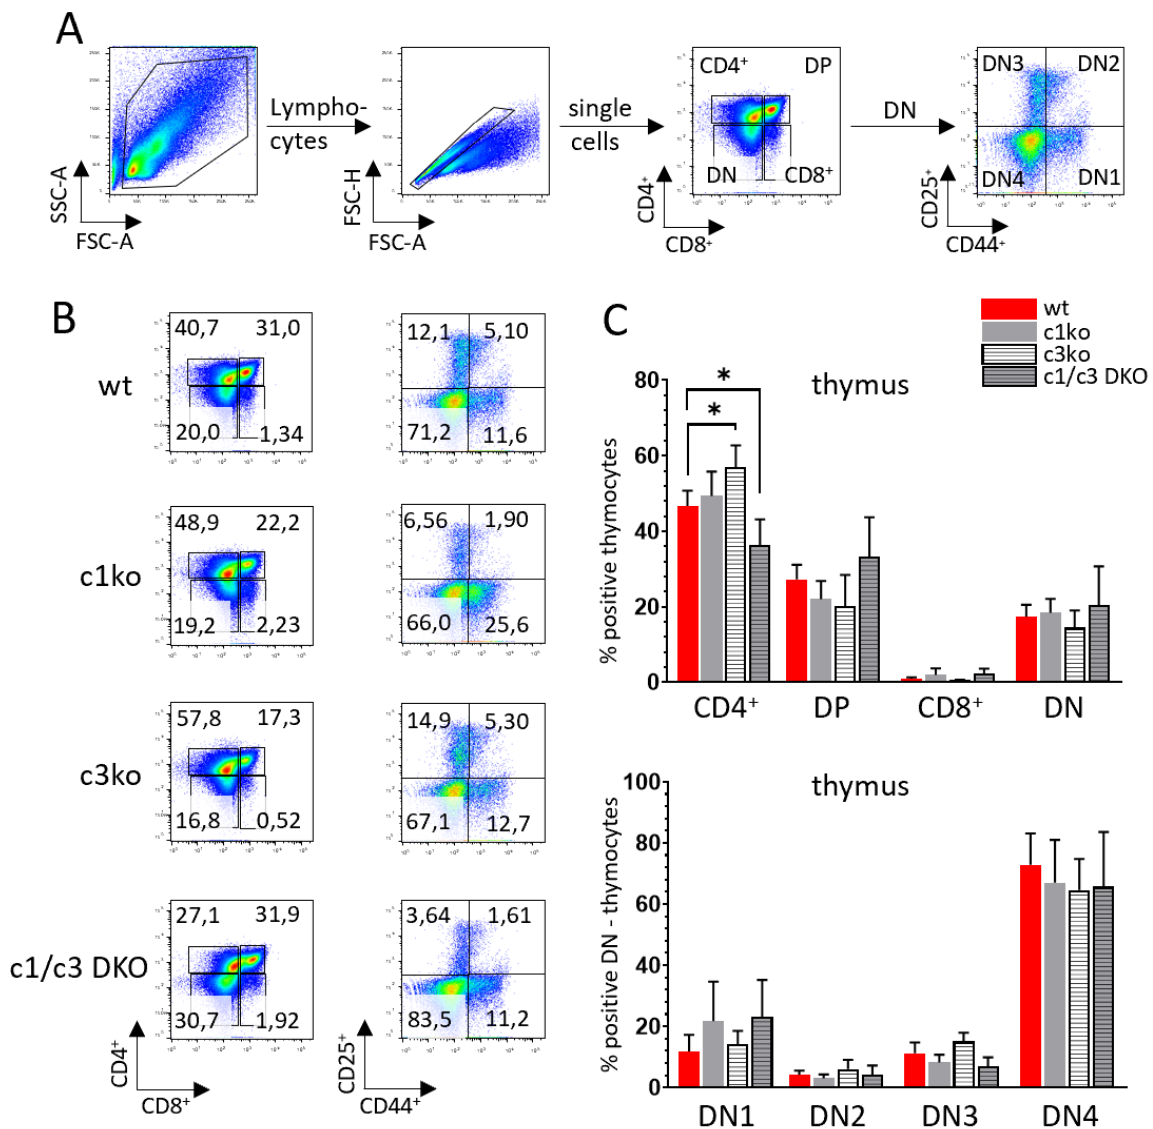 A
SSC-A
FSC-A
Lympho-
cytes
FSC-H
FSC-A
single
cells
CD4⁺ DP
DN CD8⁺
CD4⁺
CD8⁺
DN
DN3 DN2
DN4 DN1
CD25⁺
CD44⁺
B
wt
40,7 31,0
20,0 1,34
12,1 5,10
71,2 11,6
c1ko
48,9 22,2
19,2 2,23
6,56 1,90
66,0 25,6
c3ko
57,8 17,3
16,8 0,52
14,9 5,30
67,1 12,7
c1/c3 DKO
27,1 31,9
30,7 1,92
3,64 1,61
83,5 11,2
CD4⁺
CD8⁺
CD25⁺
CD44⁺
C
wt
c1ko
c3ko
c1/c3 DKO
thymus
% positive thymocytes
80
60
40
20
0
*
*
CD4⁺ DP CD8⁺ DN
thymus
% positive DN - thymocytes
100
80
60
40
20
0
DN1 DN2 DN3 DN4